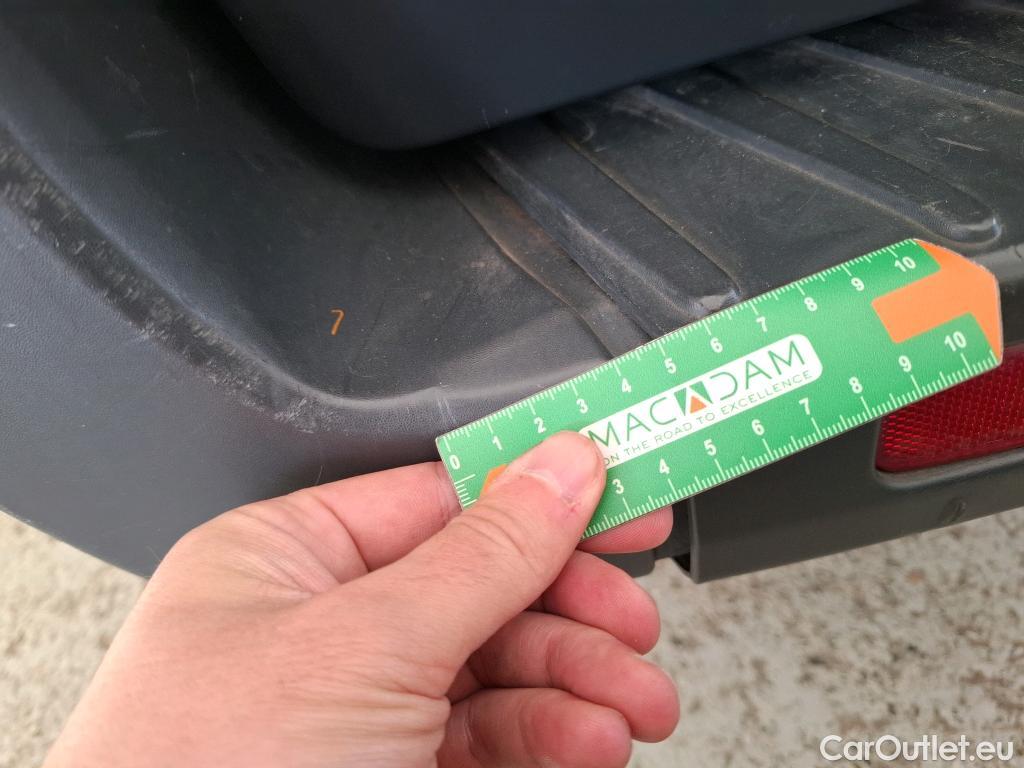 0 1 2 3 4 5 6 7 8 9 10
MACADAM
ON THE ROAD TO EXCELLENCE
3 4 5 6 7 8 9 10
CarOutlet.eu